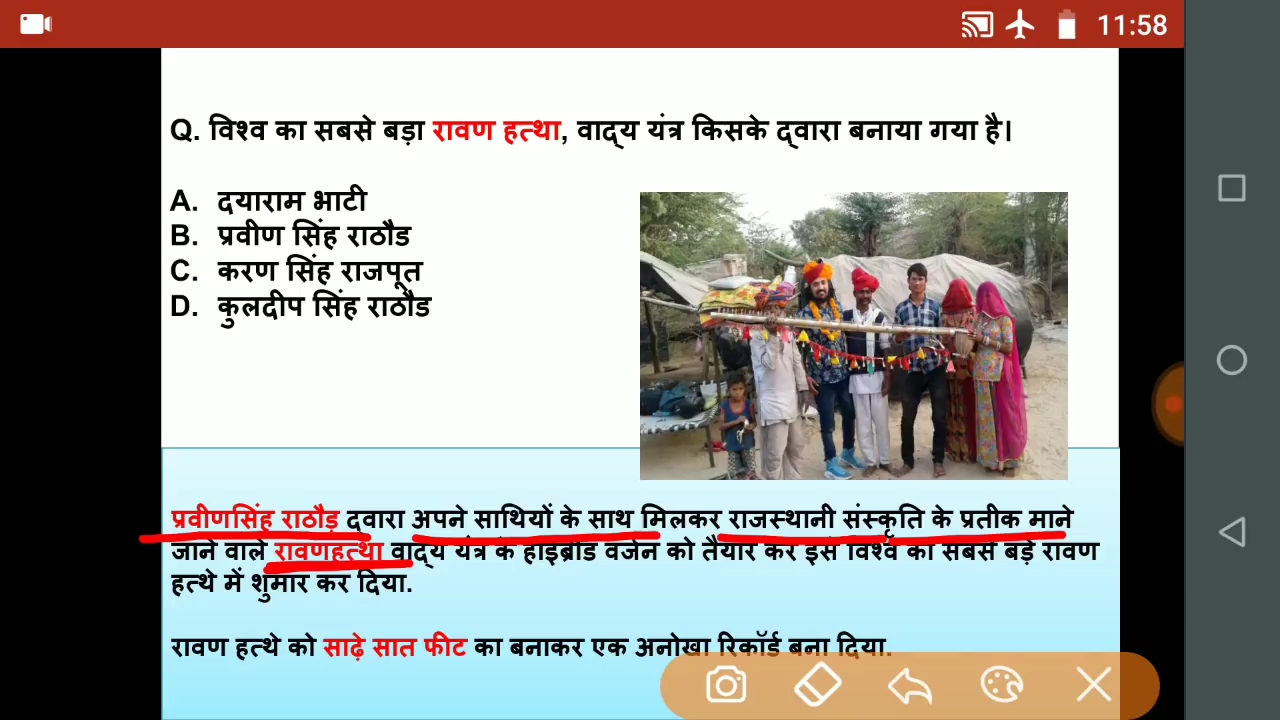 11:58
Q. विश्व का सबसे बड़ा रावण हत्था, वाद्य यंत्र किसके द्वारा बनाया गया है।
A. दयाराम भाटी
B. प्रवीण सिंह राठौड
C. करण सिंह राजपूत
D. कुलदीप सिंह राठौड
प्रवीणसिंह राठौड़ द्वारा अपने साथियों के साथ मिलकर राजस्थानी संस्कृति के प्रतीक माने
जाने वाले रावणहत्था वाद्य यंत्र के हाइब्रीड वर्जन को तैयार कर इसे विश्व का सबसे बड़े रावण
हत्थे में शुमार कर दिया.
रावण हत्थे को साढ़े सात फीट का बनाकर एक अनोखा रिकॉर्ड बना दिया.